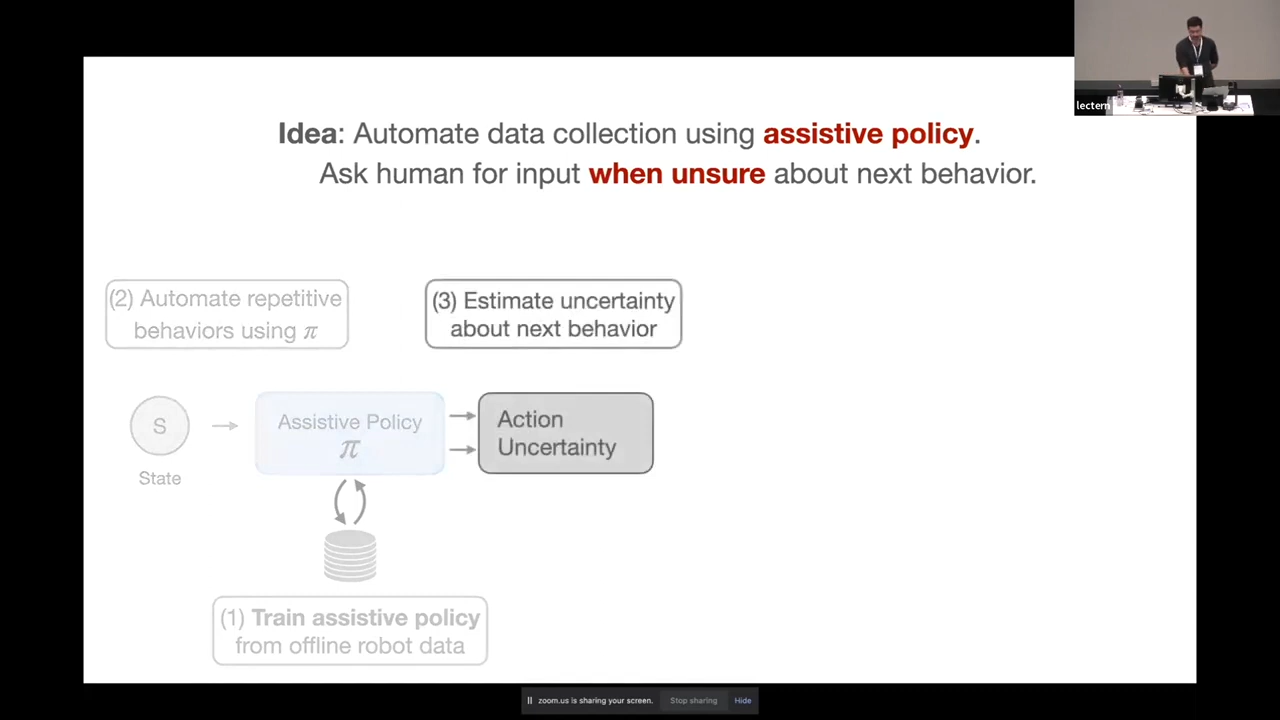 lectern
Idea: Automate data collection using assistive policy.
Ask human for input when unsure about next behavior.
(2) Automate repetitive
behaviors using π
(3) Estimate uncertainty
about next behavior
S
State
Assistive Policy
π
Action
Uncertainty
(1) Train assistive policy
from offline robot data
zoom.us is sharing your screen.
Stop sharing
Hide